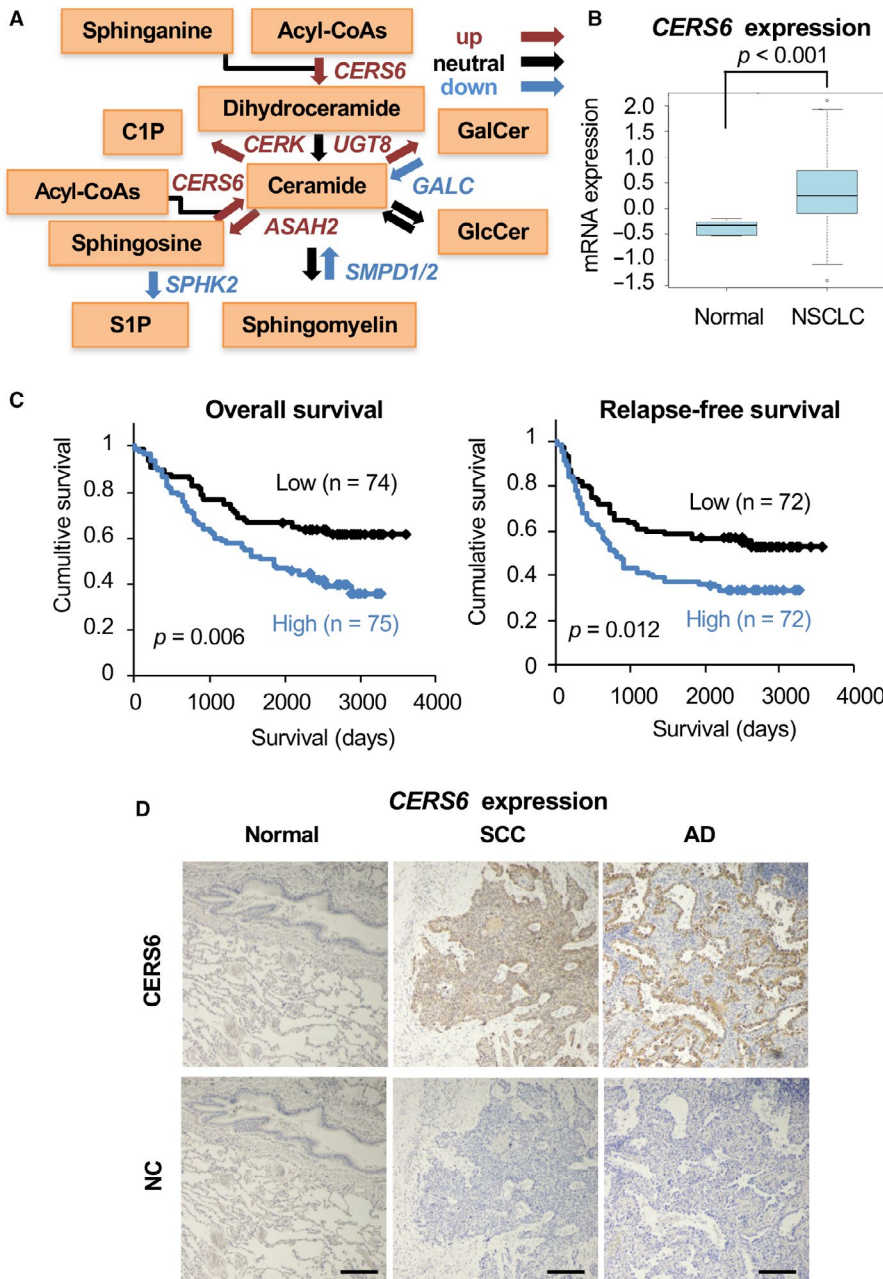 A
Sphinganine
Acyl-CoAs
up
neutral
down
CERS6
Dihydroceramide
C1P
CERK
UGT8
GalCer
Acyl-CoAs
CERS6
Ceramide
GALC
Sphingosine
ASAH2
GlcCer
SPHK2
SMPD1/2
S1P
Sphingomyelin
B
CERS6 expression
p < 0.001
mRNA expression
2.0
1.5
1.0
0.5
0.0
−0.5
−1.0
−1.5
Normal
NSCLC
C
Overall survival
Cumultive survival
1
0.8
0.6
0.4
0.2
0
Low (n = 74)
High (n = 75)
p = 0.006
0 1000 2000 3000 4000
Survival (days)
Relapse-free survival
Cumulative survival
1
0.8
0.6
0.4
0.2
0
Low (n = 72)
High (n = 72)
p = 0.012
0 1000 2000 3000 4000
Survival (days)
D
CERS6 expression
Normal
SCC
AD
CERS6
NC